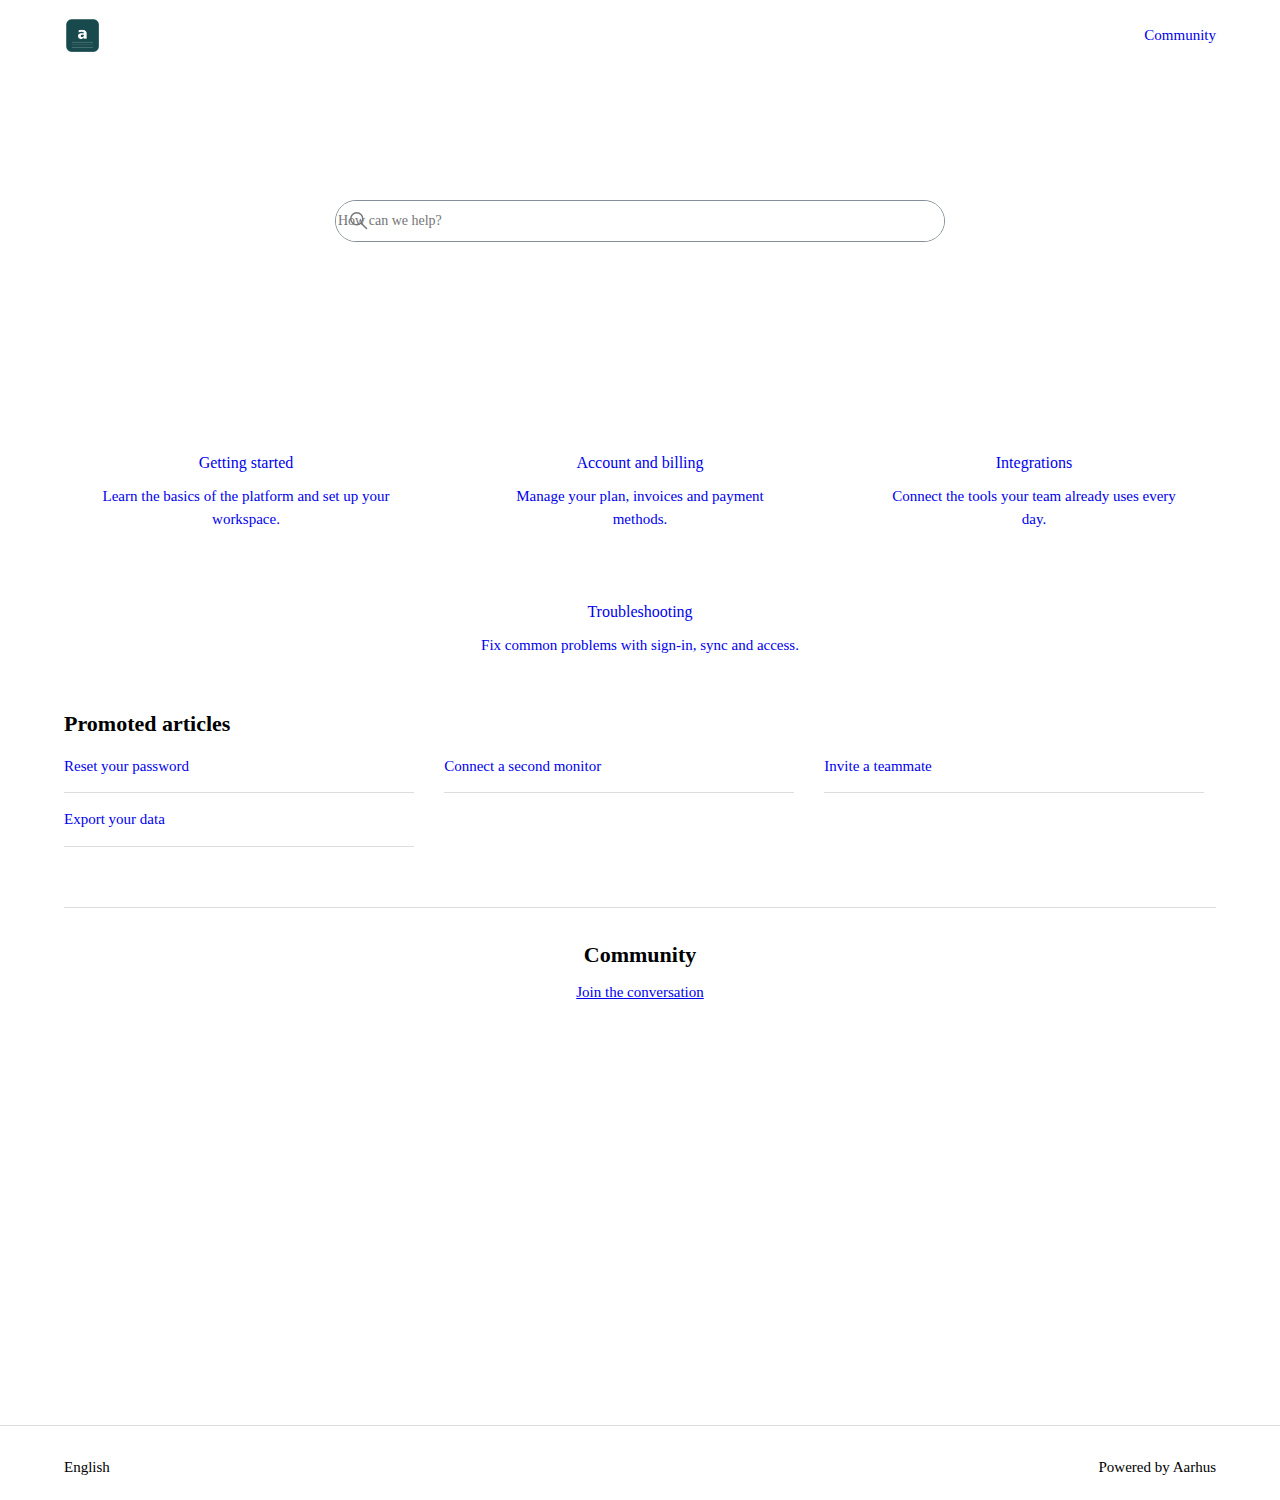 a
Community
How can we help?
Getting started
Learn the basics of the platform and set up your
workspace.
Account and billing
Manage your plan, invoices and payment
methods.
Integrations
Connect the tools your team already uses every
day.
Troubleshooting
Fix common problems with sign-in, sync and access.
Promoted articles
Reset your password
Connect a second monitor
Invite a teammate
Export your data
Community
Join the conversation
English
Powered by Aarhus